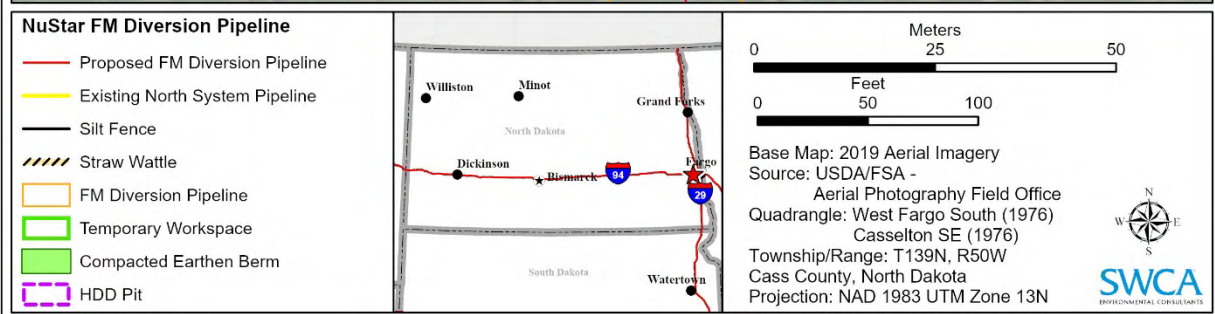 NuStar FM Diversion Pipeline
Proposed FM Diversion Pipeline
Existing North System Pipeline
Silt Fence
Straw Wattle
FM Diversion Pipeline
Temporary Workspace
Compacted Earthen Berm
HDD Pit
Williston
Minot
Grand Forks
North Dakota
Dickinson
Bismarck
94
Fargo
29
South Dakota
Watertown
Meters
0 25 50
Feet
0 50 100
Base Map: 2019 Aerial Imagery
Source: USDA/FSA -
Aerial Photography Field Office
Quadrangle: West Fargo South (1976)
Casselton SE (1976)
Township/Range: T139N, R50W
Cass County, North Dakota
Projection: NAD 1983 UTM Zone 13N
N
W E
S
SWCA
ENVIRONMENTAL CONSULTANTS